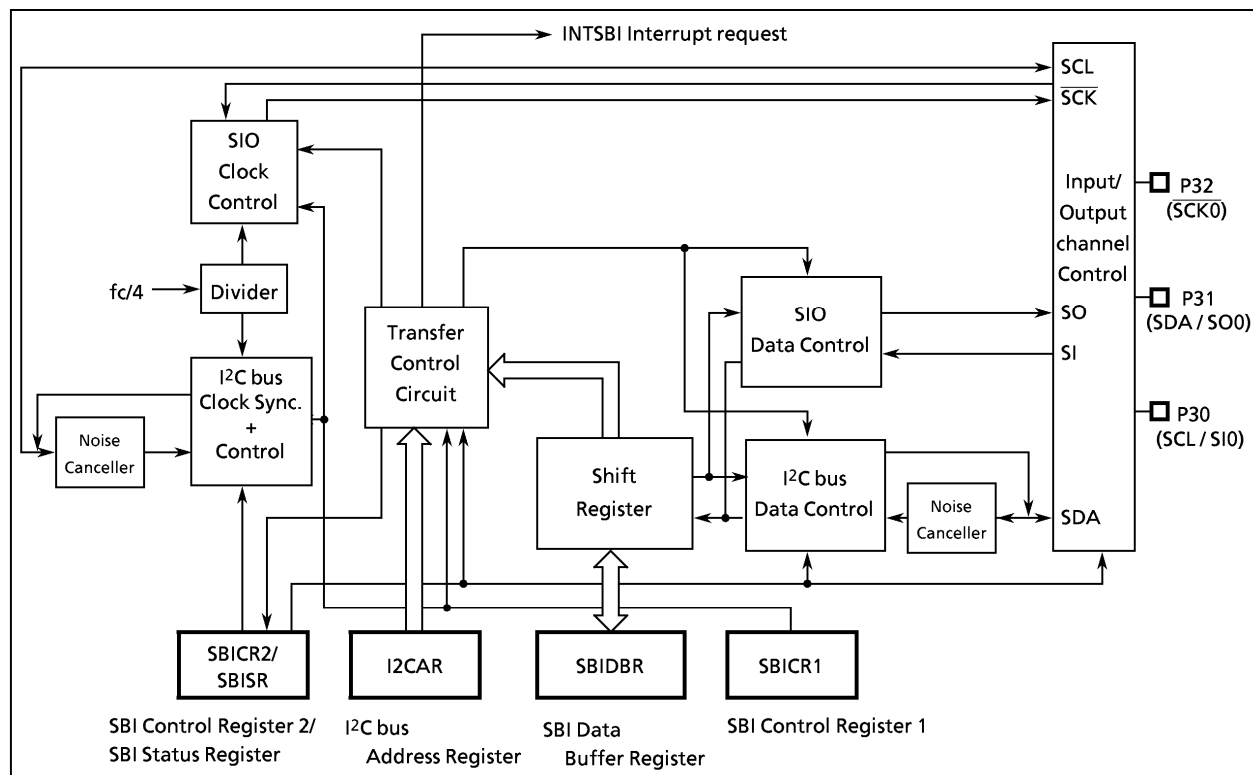 INTSBI Interrupt request
SCL
SCK
SIO
Clock
Control
Input/
Output
channel
Control
P32
(SCK0)
fc/4
Divider
P31
(SDA / SO0)
SIO
Data Control
SO
SI
Transfer
Control
Circuit
I²C bus
Clock Sync.
+
Control
Noise
Canceller
P30
(SCL / SI0)
Shift
Register
I²C bus
Data Control
Noise
Canceller
SDA
SBICR2/
SBISR
I2CAR
SBIDBR
SBICR1
SBI Control Register 2/
SBI Status Register
I²C bus
Address Register
SBI Data
Buffer Register
SBI Control Register 1